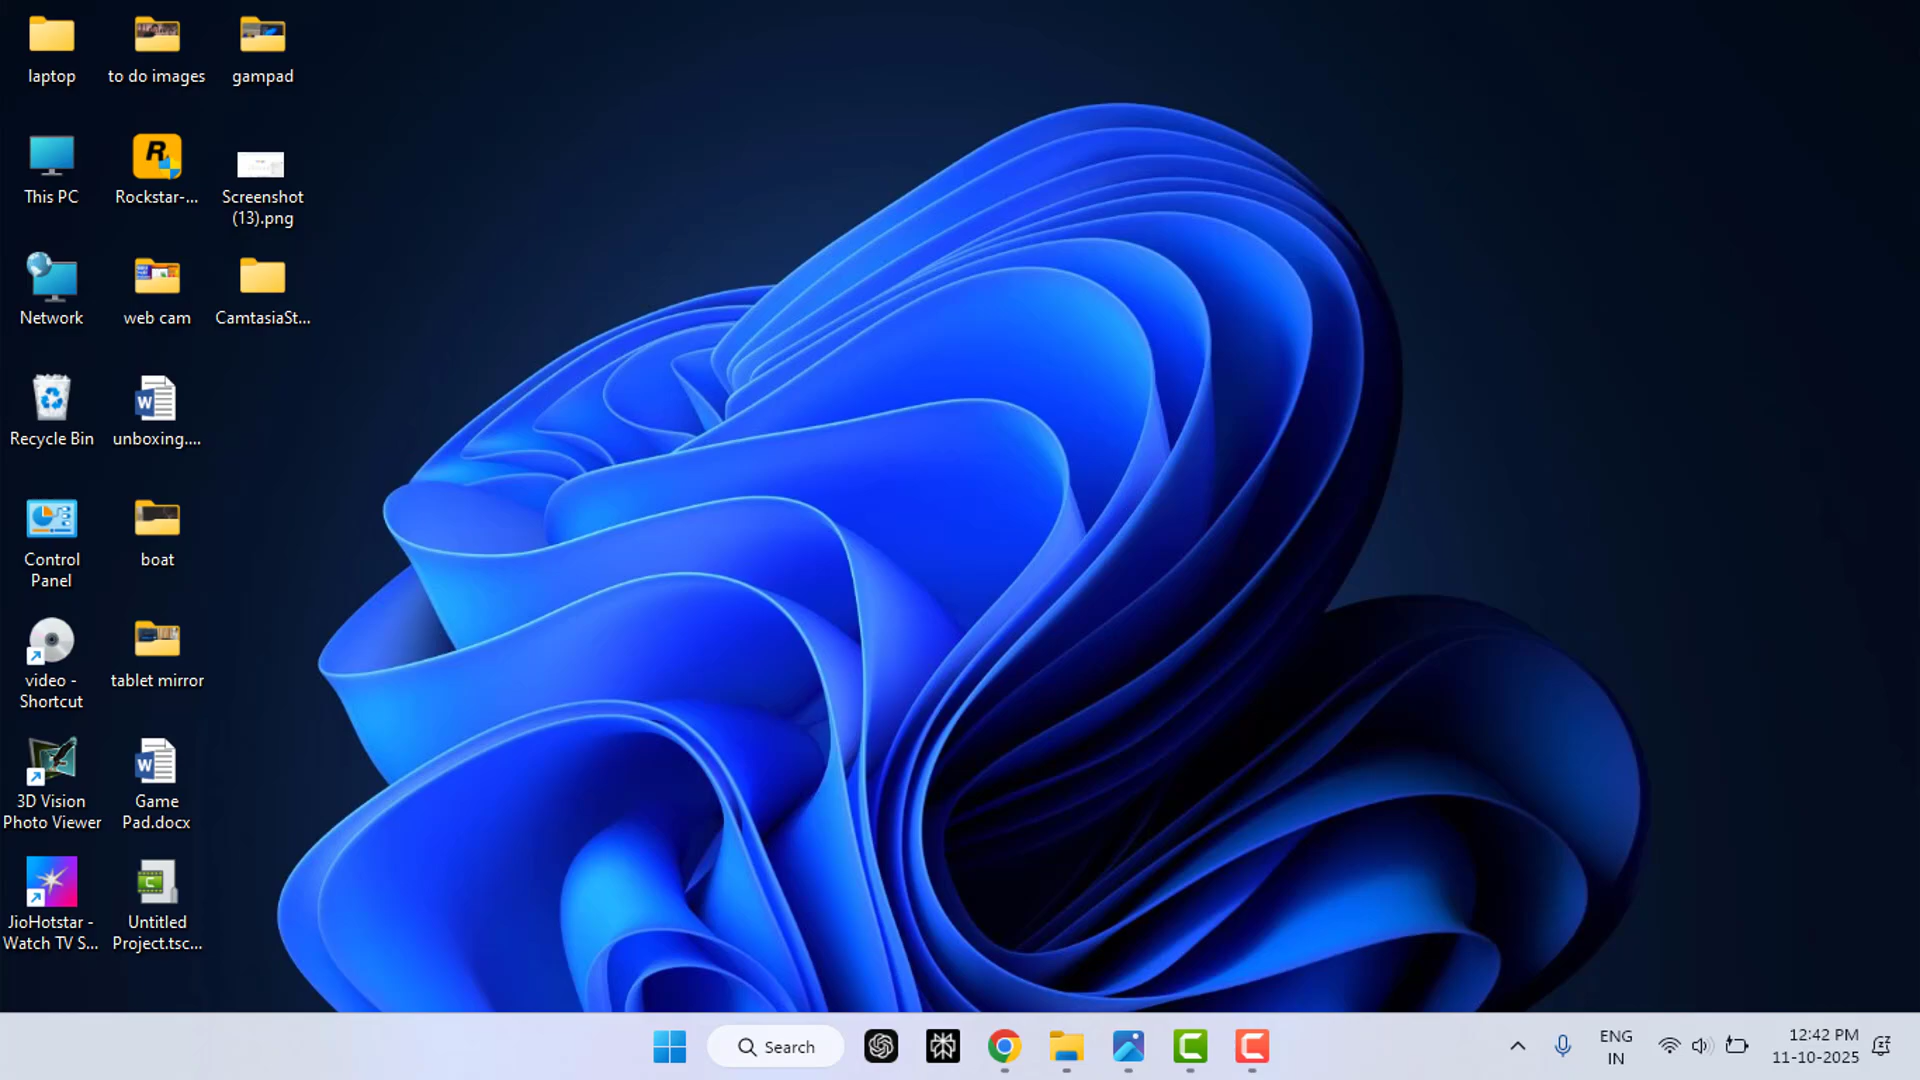 laptop
to do images
gampad
This PC
Rockstar-...
Screenshot
(13).png
Network
web cam
CamtasiaSt...
Recycle Bin
unboxing....
Control
Panel
boat
video -
Shortcut
tablet mirror
3D Vision
Photo Viewer
Game
Pad.docx
JioHotstar -
Watch TV S...
Untitled
Project.tsc...
Search
ENG
IN
12:42 PM
11-10-2025